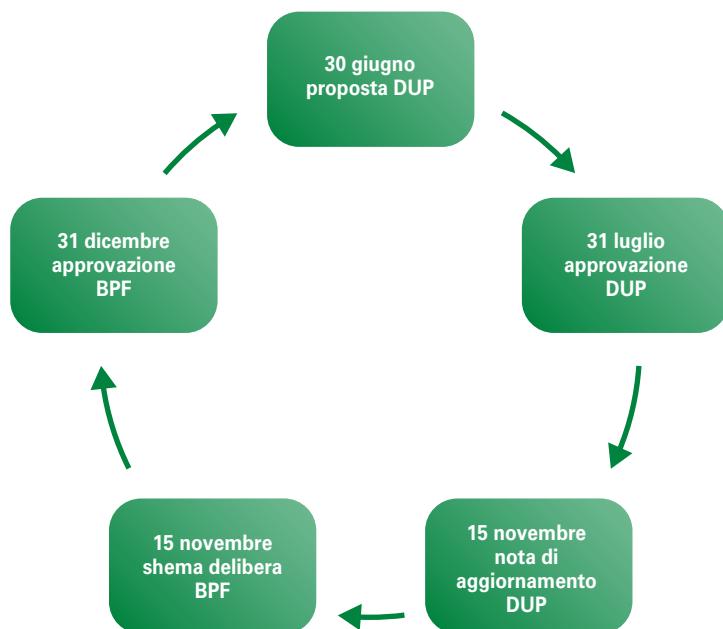 30 giugno
proposta DUP
31 luglio
approvazione
DUP
15 novembre
nota di
aggiornamento
DUP
15 novembre
shema delibera
BPF
31 dicembre
approvazione
BPF